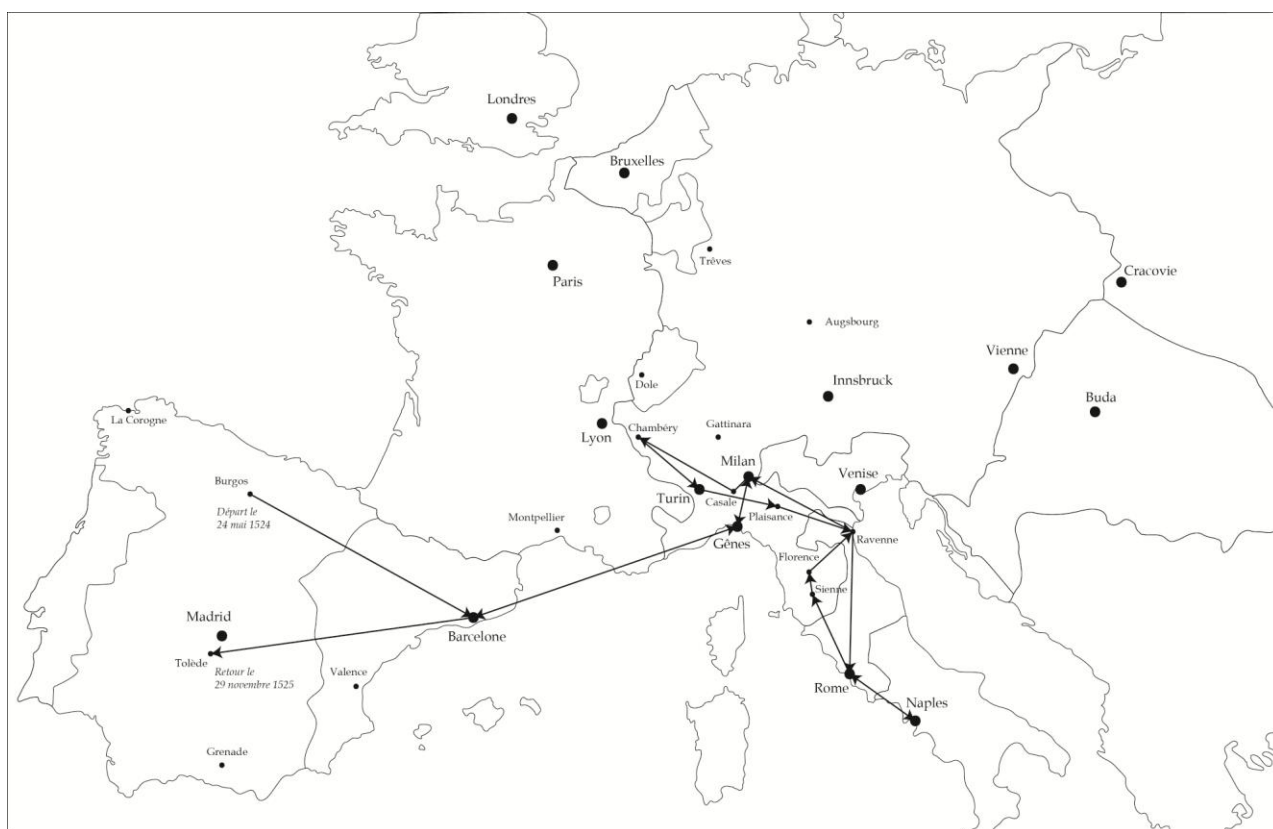 Londres
Bruxelles
Trêves
Paris
Cracovie
Augsbourg
Vienne
Innsbruck
Dole
Buda
La Corogne
Lyon
Chambéry
Gattinara
Milan
Venise
Burgos
Turin
Casale
Départ le
24 mai 1524
Plaisance
Montpellier
Gênes
Ravenne
Florence
Sienne
Madrid
Barcelone
Tolède
Retour le
29 novembre 1525
Valence
Rome
Naples
Grenade